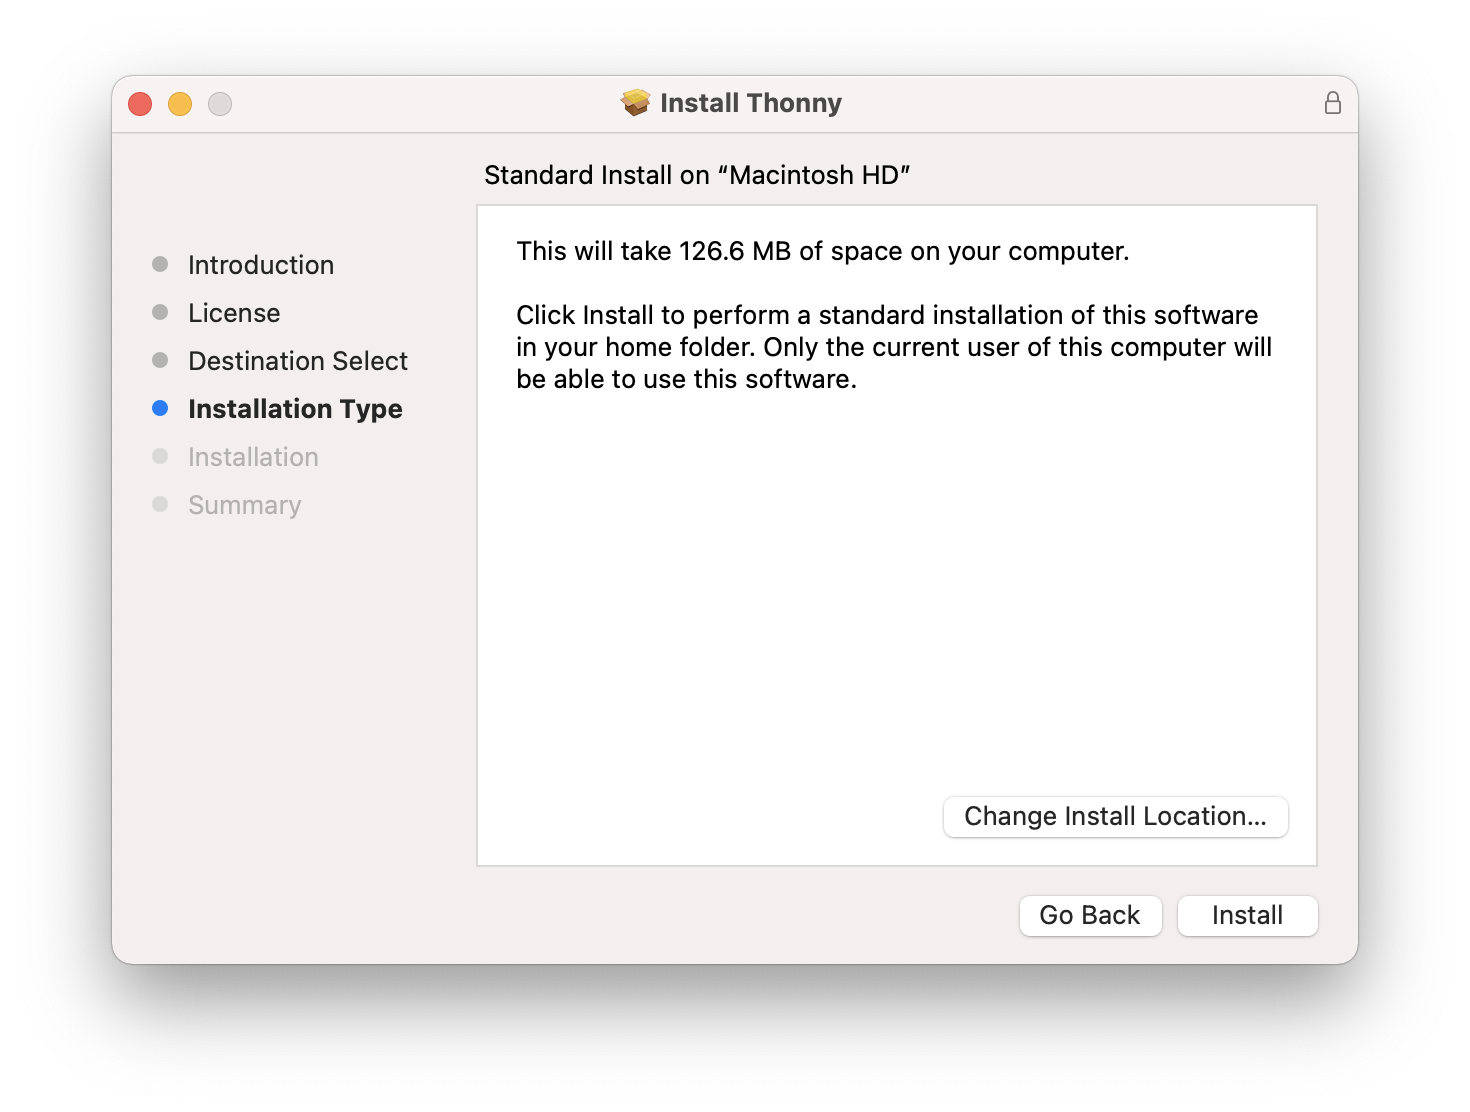 Install Thonny
Standard Install on “Macintosh HD”
Introduction
License
Destination Select
Installation Type
Installation
Summary
This will take 126.6 MB of space on your computer.
Click Install to perform a standard installation of this software
in your home folder. Only the current user of this computer will
be able to use this software.
Change Install Location...
Go Back
Install